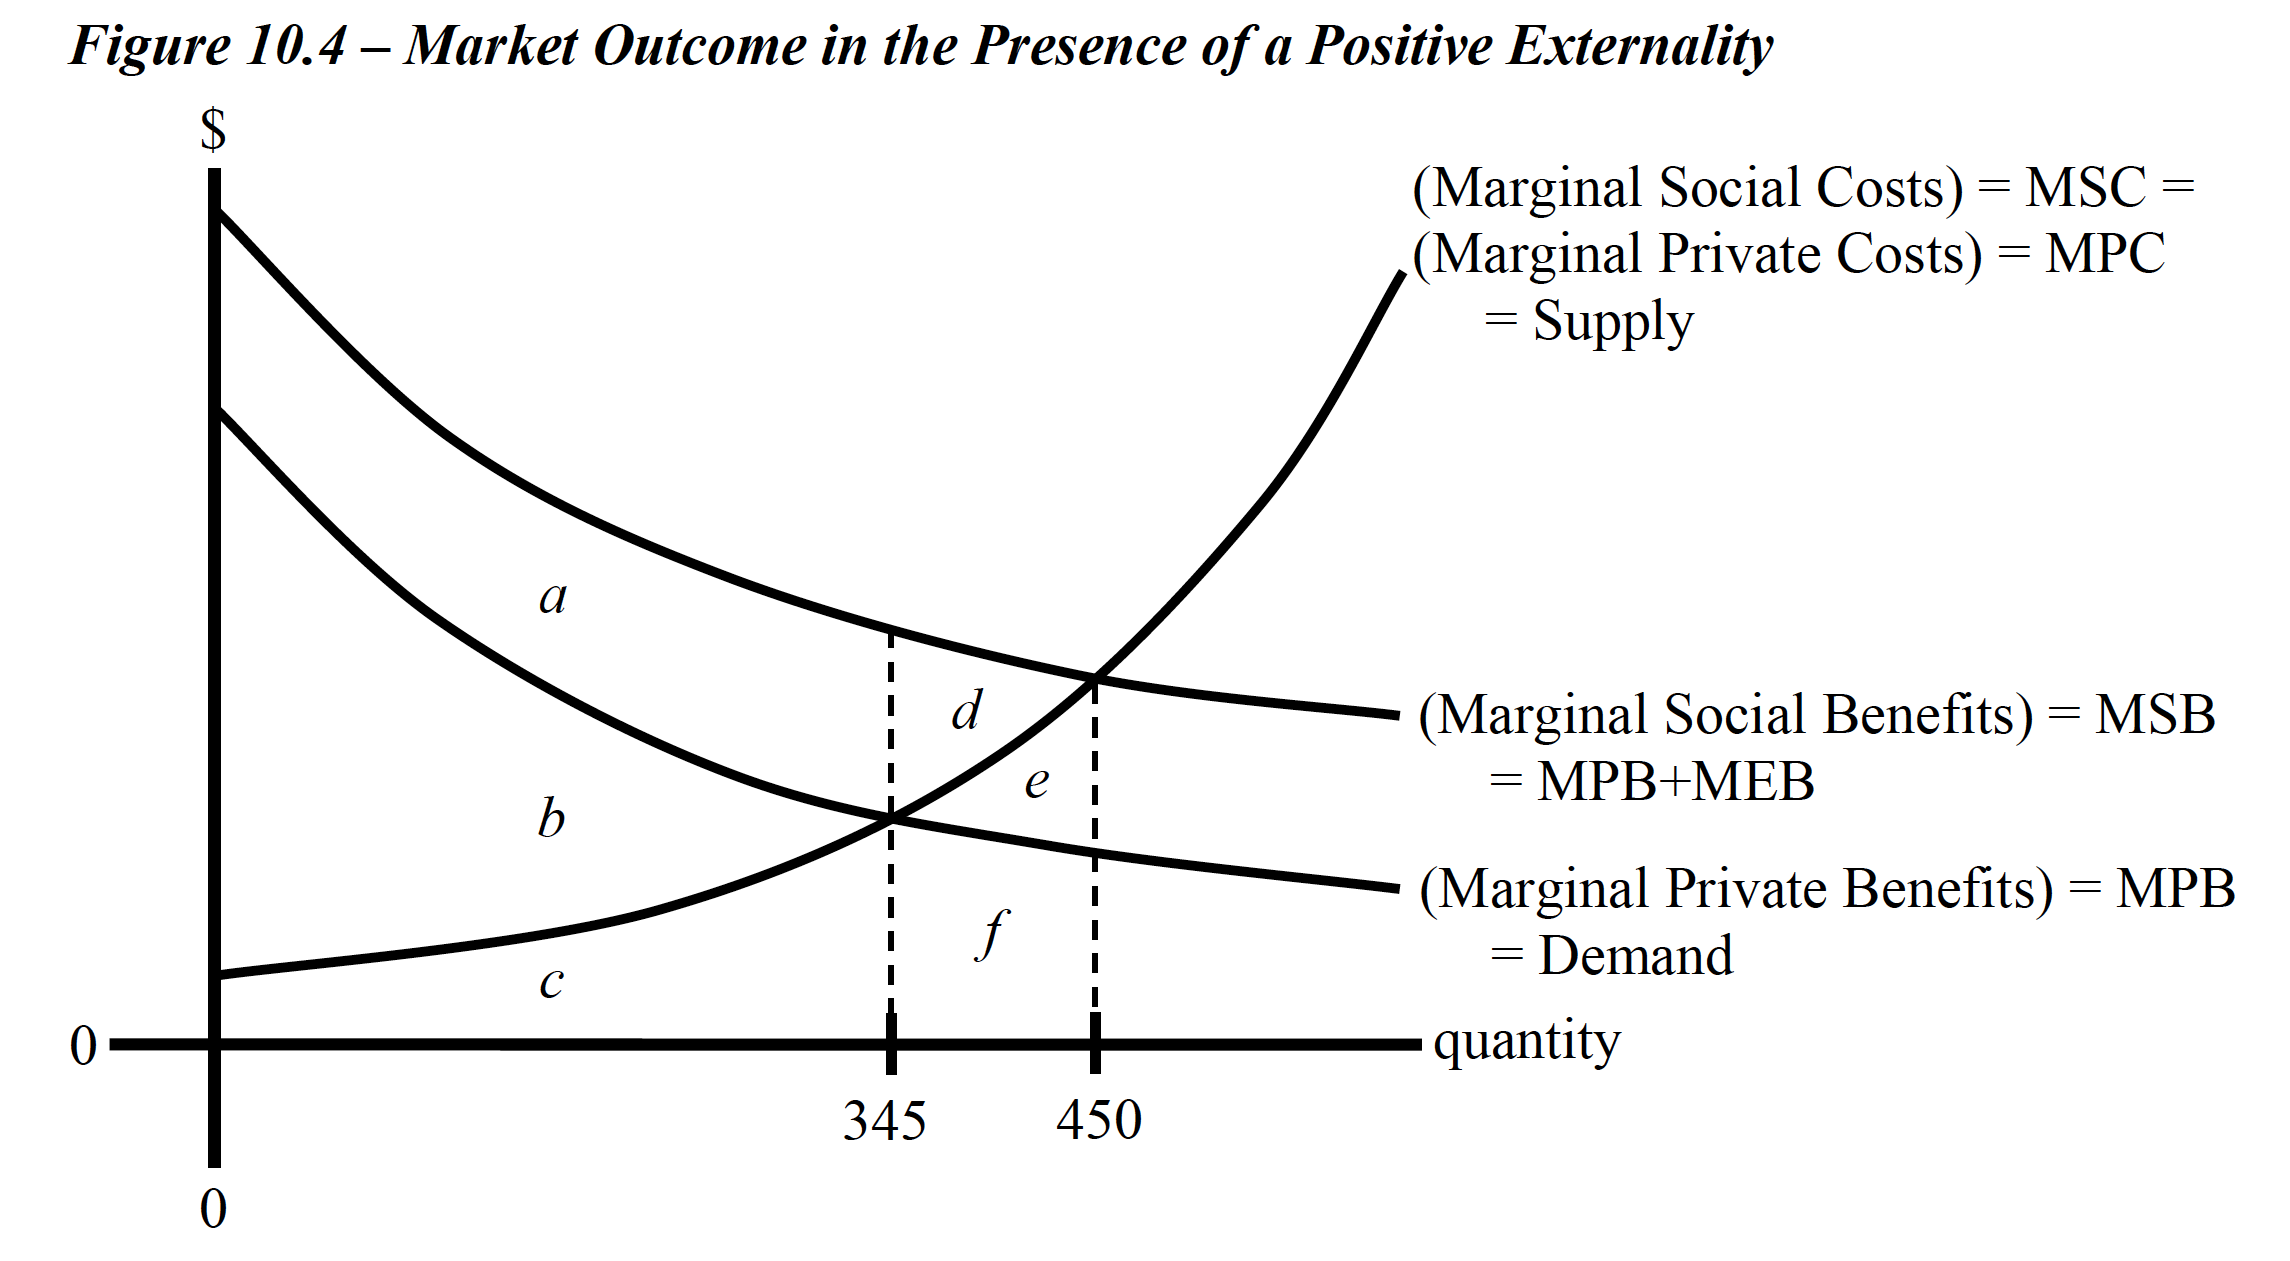 Figure 10.4 – Market Outcome in the Presence of a Positive Externality
$
(Marginal Social Costs) = MSC =
(Marginal Private Costs) = MPC
= Supply
a
d
(Marginal Social Benefits) = MSB
= MPB+MEB
e
b
(Marginal Private Benefits) = MPB
= Demand
f
c
0
quantity
345
450
0